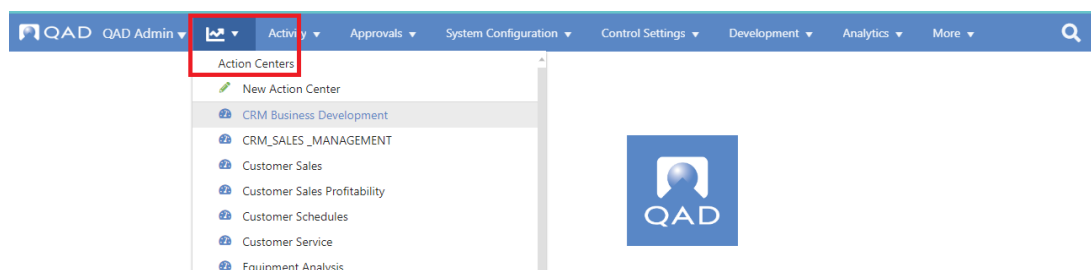 QAD QAD Admin Activity Approvals System Configuration Control Settings Development Analytics More
Action Centers
New Action Center
CRM Business Development
CRM_SALES _MANAGEMENT
Customer Sales
Customer Sales Profitability
Customer Schedules
Customer Service
Equipment Analysis
QAD